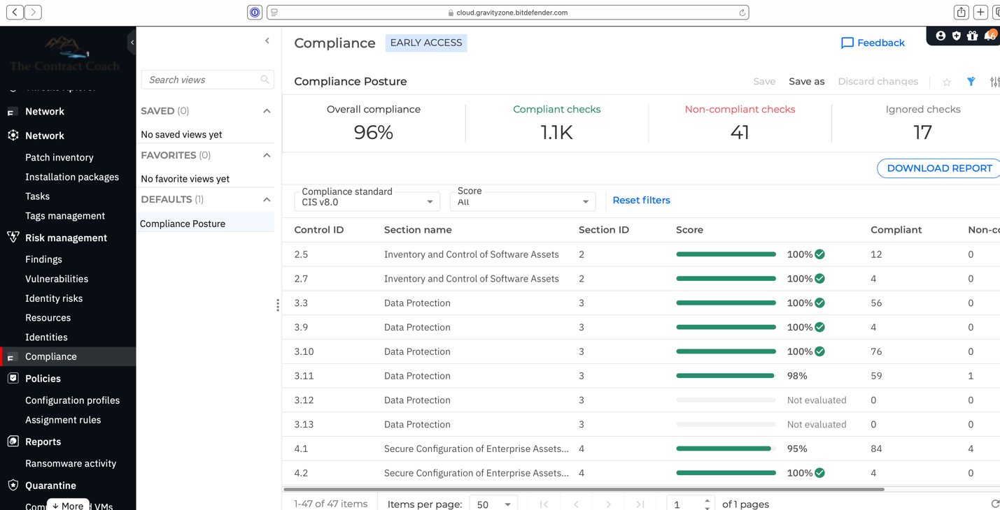 cloud.gravityzone.bitdefender.com
The Contract Coach
Network
Network
Patch inventory
Installation packages
Tasks
Tags management
Risk management
Findings
Vulnerabilities
Identity risks
Resources
Identities
Compliance
Policies
Configuration profiles
Assignment rules
Reports
Ransomware activity
Quarantine
VMs
↓ More
Search views
SAVED (0)
No saved views yet
FAVORITES (0)
No favorite views yet
DEFAULTS (1)
Compliance Posture
Compliance EARLY ACCESS
Feedback
6
Compliance Posture
Save Save as Discard changes
Overall compliance Compliant checks Non-compliant checks Ignored checks
96% 1.1K 41 17
DOWNLOAD REPORT
Compliance standard Score
CIS v8.0 All Reset filters
Control ID Section name Section ID Score Compliant Non-co
2.5 Inventory and Control of Software Assets 2 100% 12 0
2.7 Inventory and Control of Software Assets 2 100% 4 0
3.3 Data Protection 3 100% 56 0
3.9 Data Protection 3 100% 4 0
3.10 Data Protection 3 100% 76 0
3.11 Data Protection 3 98% 59 1
3.12 Data Protection 3 Not evaluated 0 0
3.13 Data Protection 3 Not evaluated 0 0
4.1 Secure Configuration of Enterprise Assets... 4 95% 84 4
4.2 Secure Configuration of Enterprise Assets... 4 100% 4 0
1-47 of 47 items Items per page: 50 1 of 1 pages